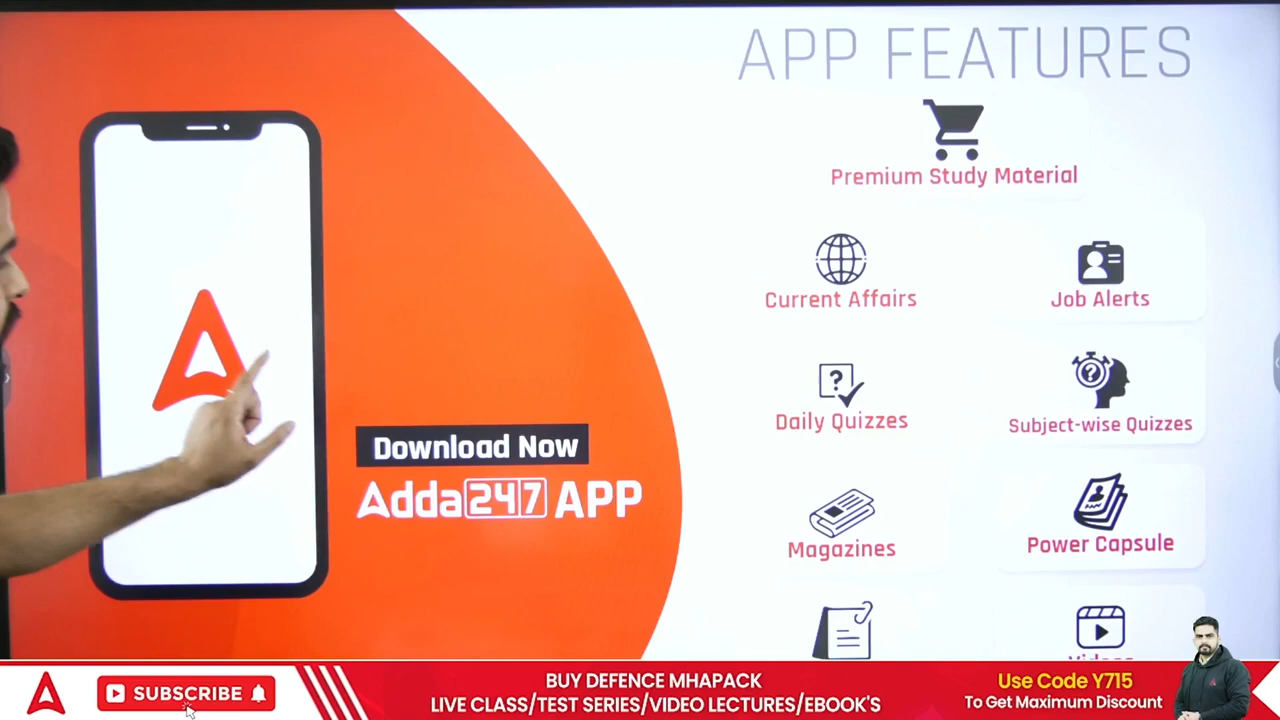 APP FEATURES
Premium Study Material
Current Affairs
Job Alerts
Daily Quizzes
Subject-wise Quizzes
Magazines
Power Capsule
Download Now
Adda247 APP
SUBSCRIBE
BUY DEFENCE MHAPACK
LIVE CLASS/TEST SERIES/VIDEO LECTURES/EBOOK'S
Use Code Y715
To Get Maximum Discount